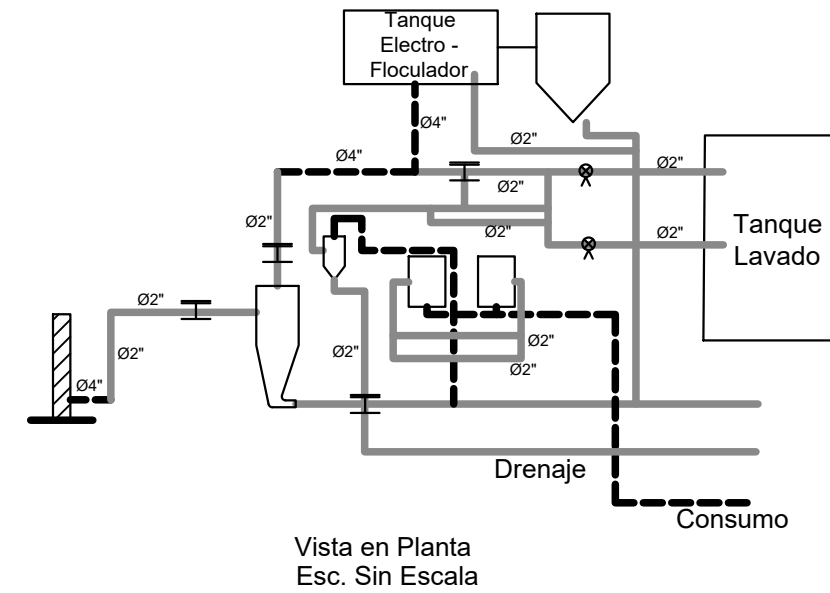 Tanque
Electro -
Floculador
Ø4"
Ø2"
Ø4"
Ø2"
Ø2"
Ø2"
Ø2"
Ø2"
Tanque
Lavado
Ø2"
Ø2"
Ø2"
Ø2"
Ø2"
Ø2"
Ø4"
Drenaje
Consumo
Vista en Planta
Esc. Sin Escala